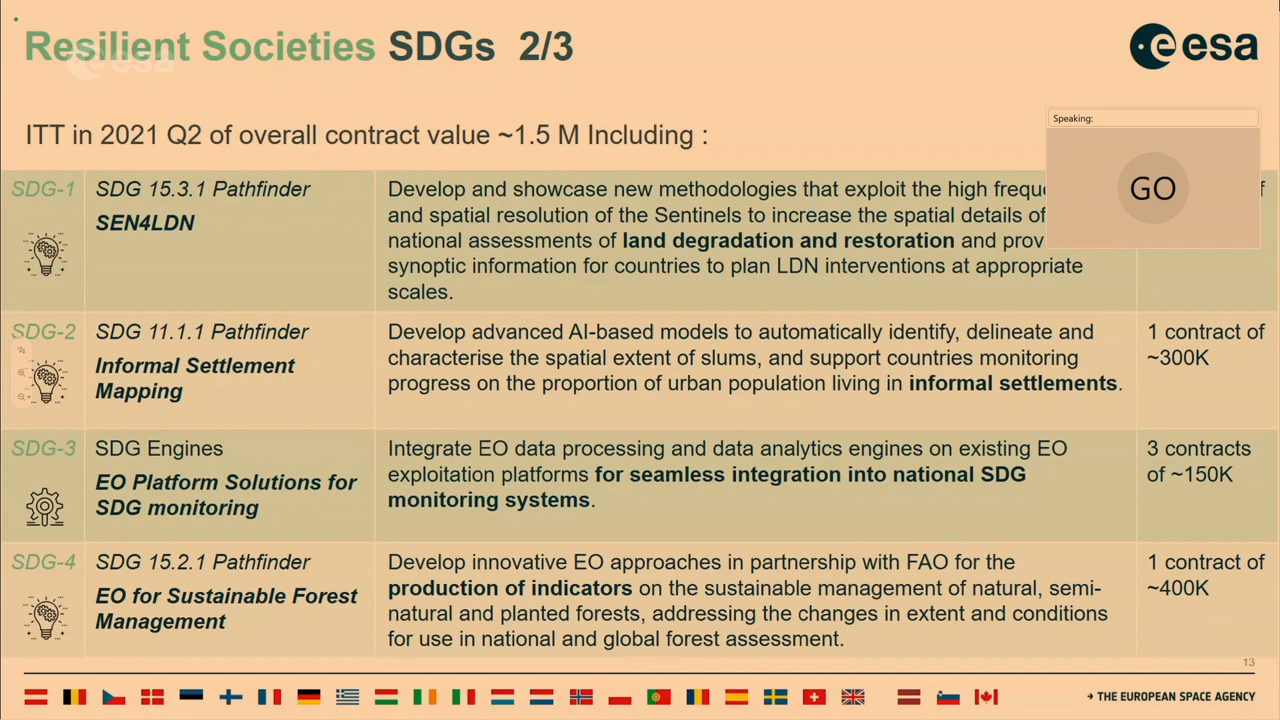 Resilient Societies SDGs 2/3
esa
esa
ITT in 2021 Q2 of overall contract value ~1.5 M Including :
Speaking:
GO
SDG-1
SDG 15.3.1 Pathfinder
SEN4LDN
Develop and showcase new methodologies that exploit the high freque
and spatial resolution of the Sentinels to increase the spatial details of
national assessments of land degradation and restoration and prov
synoptic information for countries to plan LDN interventions at appropriate
scales.
SDG-2
SDG 11.1.1 Pathfinder
Informal Settlement
Mapping
Develop advanced AI-based models to automatically identify, delineate and
characterise the spatial extent of slums, and support countries monitoring
progress on the proportion of urban population living in informal settlements.
1 contract of
~300K
SDG-3
SDG Engines
EO Platform Solutions for
SDG monitoring
Integrate EO data processing and data analytics engines on existing EO
exploitation platforms for seamless integration into national SDG
monitoring systems.
3 contracts
of ~150K
SDG-4
SDG 15.2.1 Pathfinder
EO for Sustainable Forest
Management
Develop innovative EO approaches in partnership with FAO for the
production of indicators on the sustainable management of natural, semi-
natural and planted forests, addressing the changes in extent and conditions
for use in national and global forest assessment.
1 contract of
~400K
13
→ THE EUROPEAN SPACE AGENCY